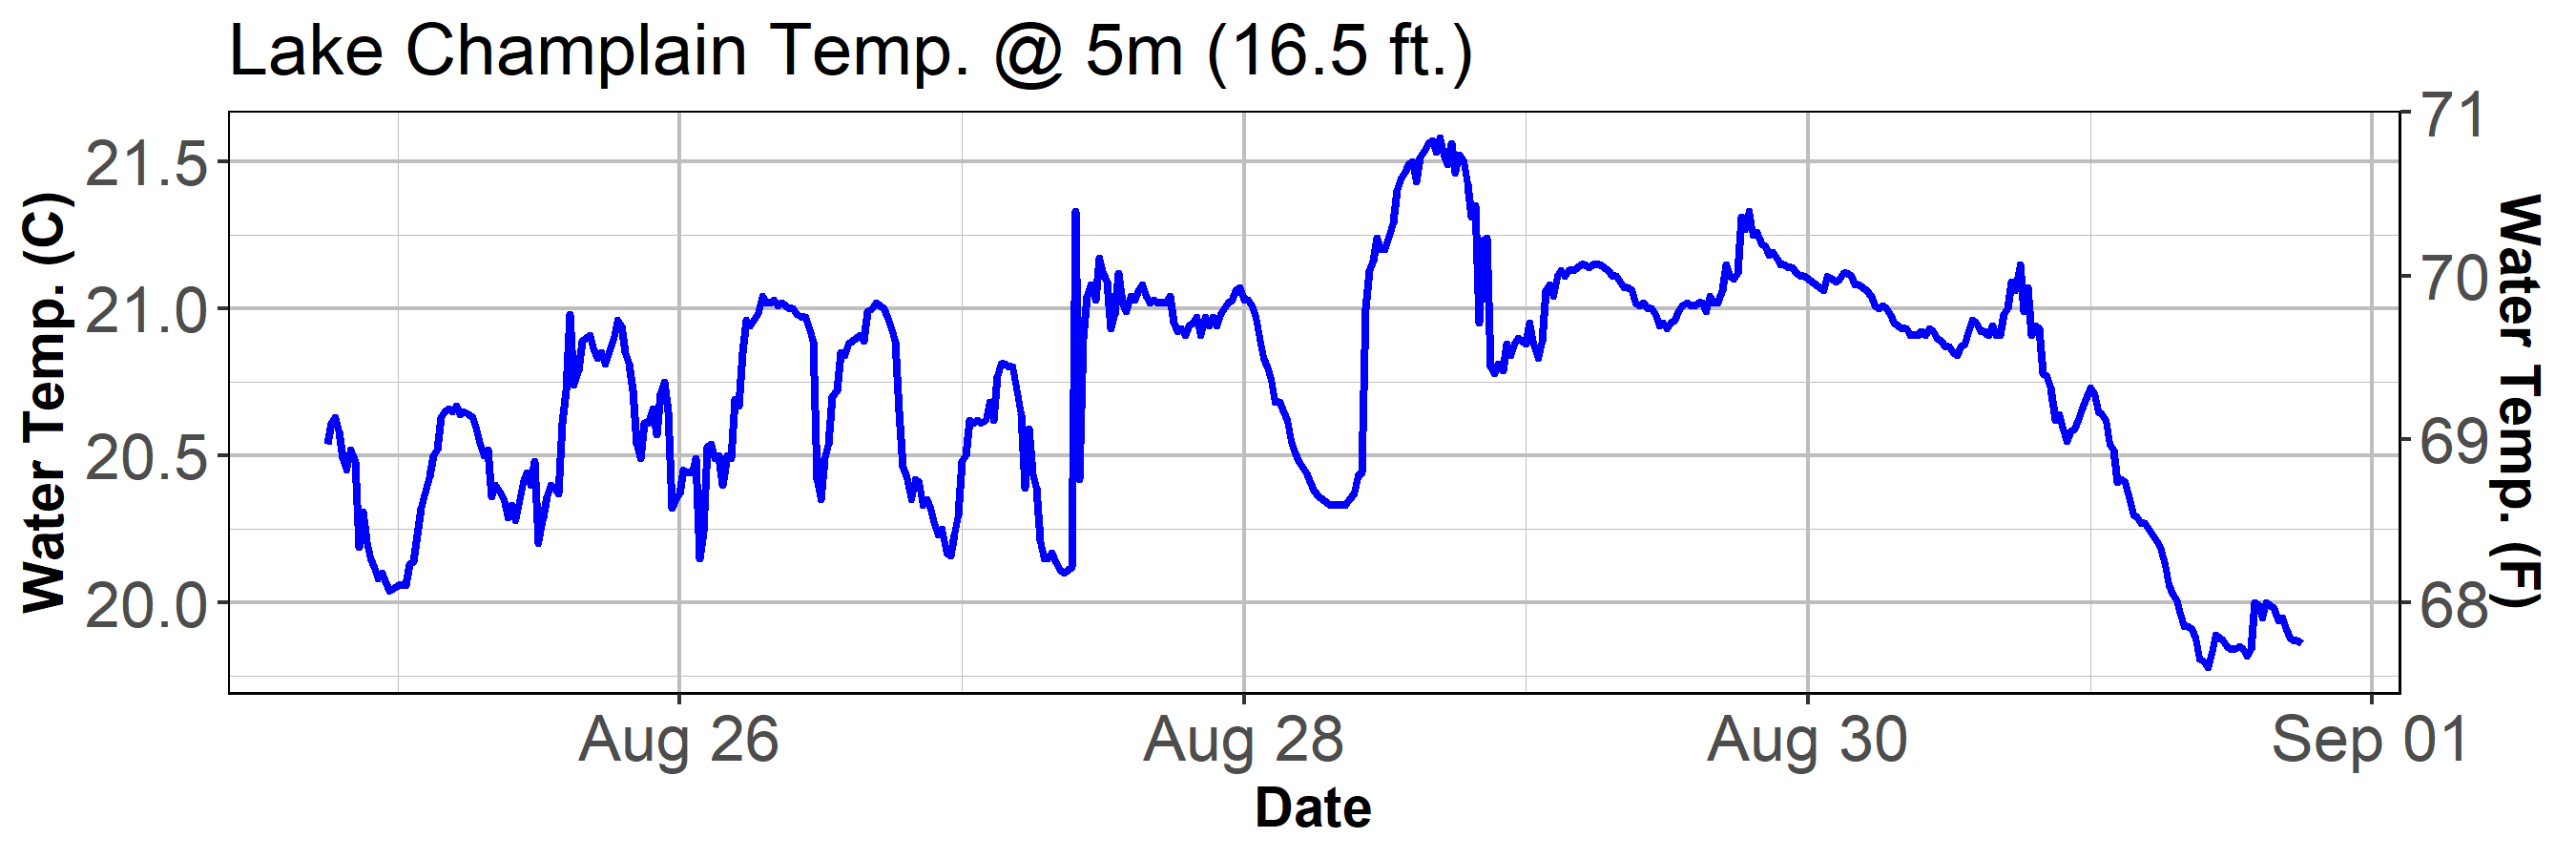 Lake Champlain Temp. @ 5m (16.5 ft.)
Water Temp. (C)
21.5
21.0
20.5
20.0
71
70
69
68
Water Temp. (F)
Aug 26
Aug 28
Aug 30
Sep 01
Date